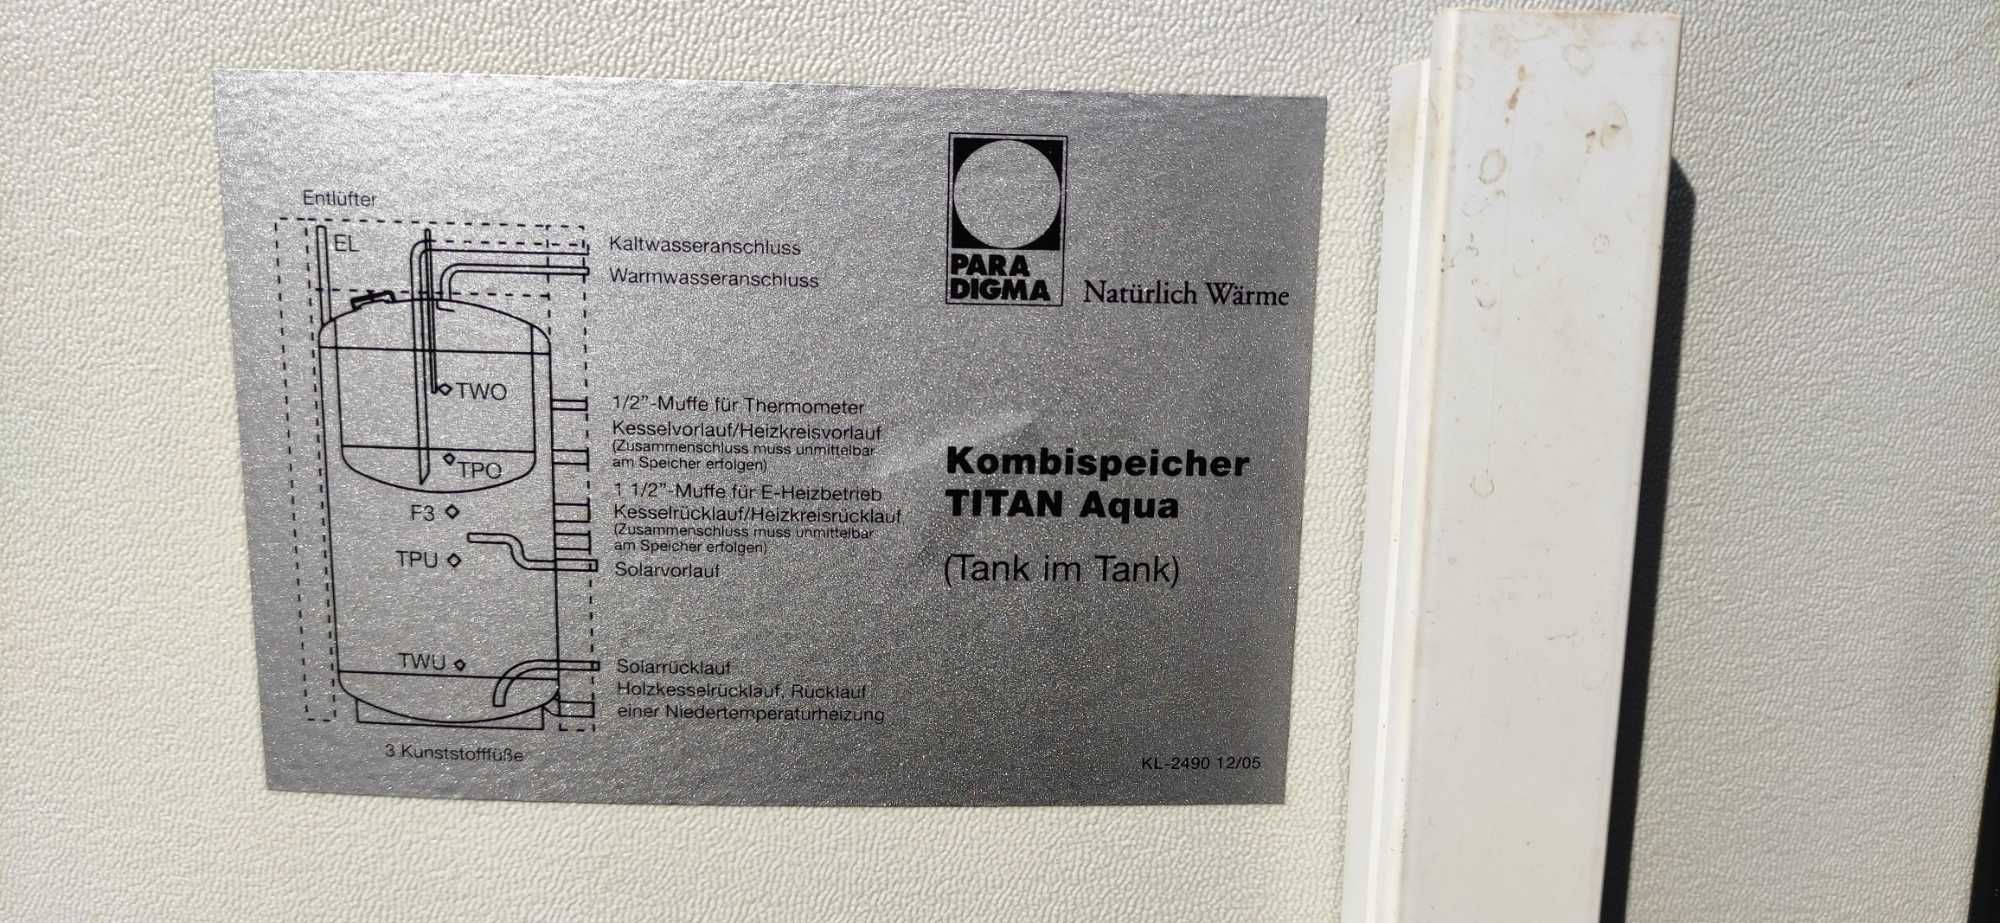 Entlüfter
EL
Kaltwasseranschluss
Warmwasseranschluss
TWO
TPO
F3
TPU
TWU
1/2”-Muffe für Thermometer
Kesselvorlauf/Heizkreisvorlauf
(Zusammenschluss muss unmittelbar
am Speicher erfolgen)
1 1/2”-Muffe für E-Heizbetrieb
Kesselrücklauf/Heizkreisrücklauf
(Zusammenschluss muss unmittelbar
am Speicher erfolgen)
Solarvorlauf
Solarrücklauf
Holzkesselrücklauf, Rücklauf
einer Niedertemperaturheizung
3 Kunststofffüße
PARA
DIGMA
Natürlich Wärme
Kombispeicher
TITAN Aqua
(Tank im Tank)
KL-2490 12/05